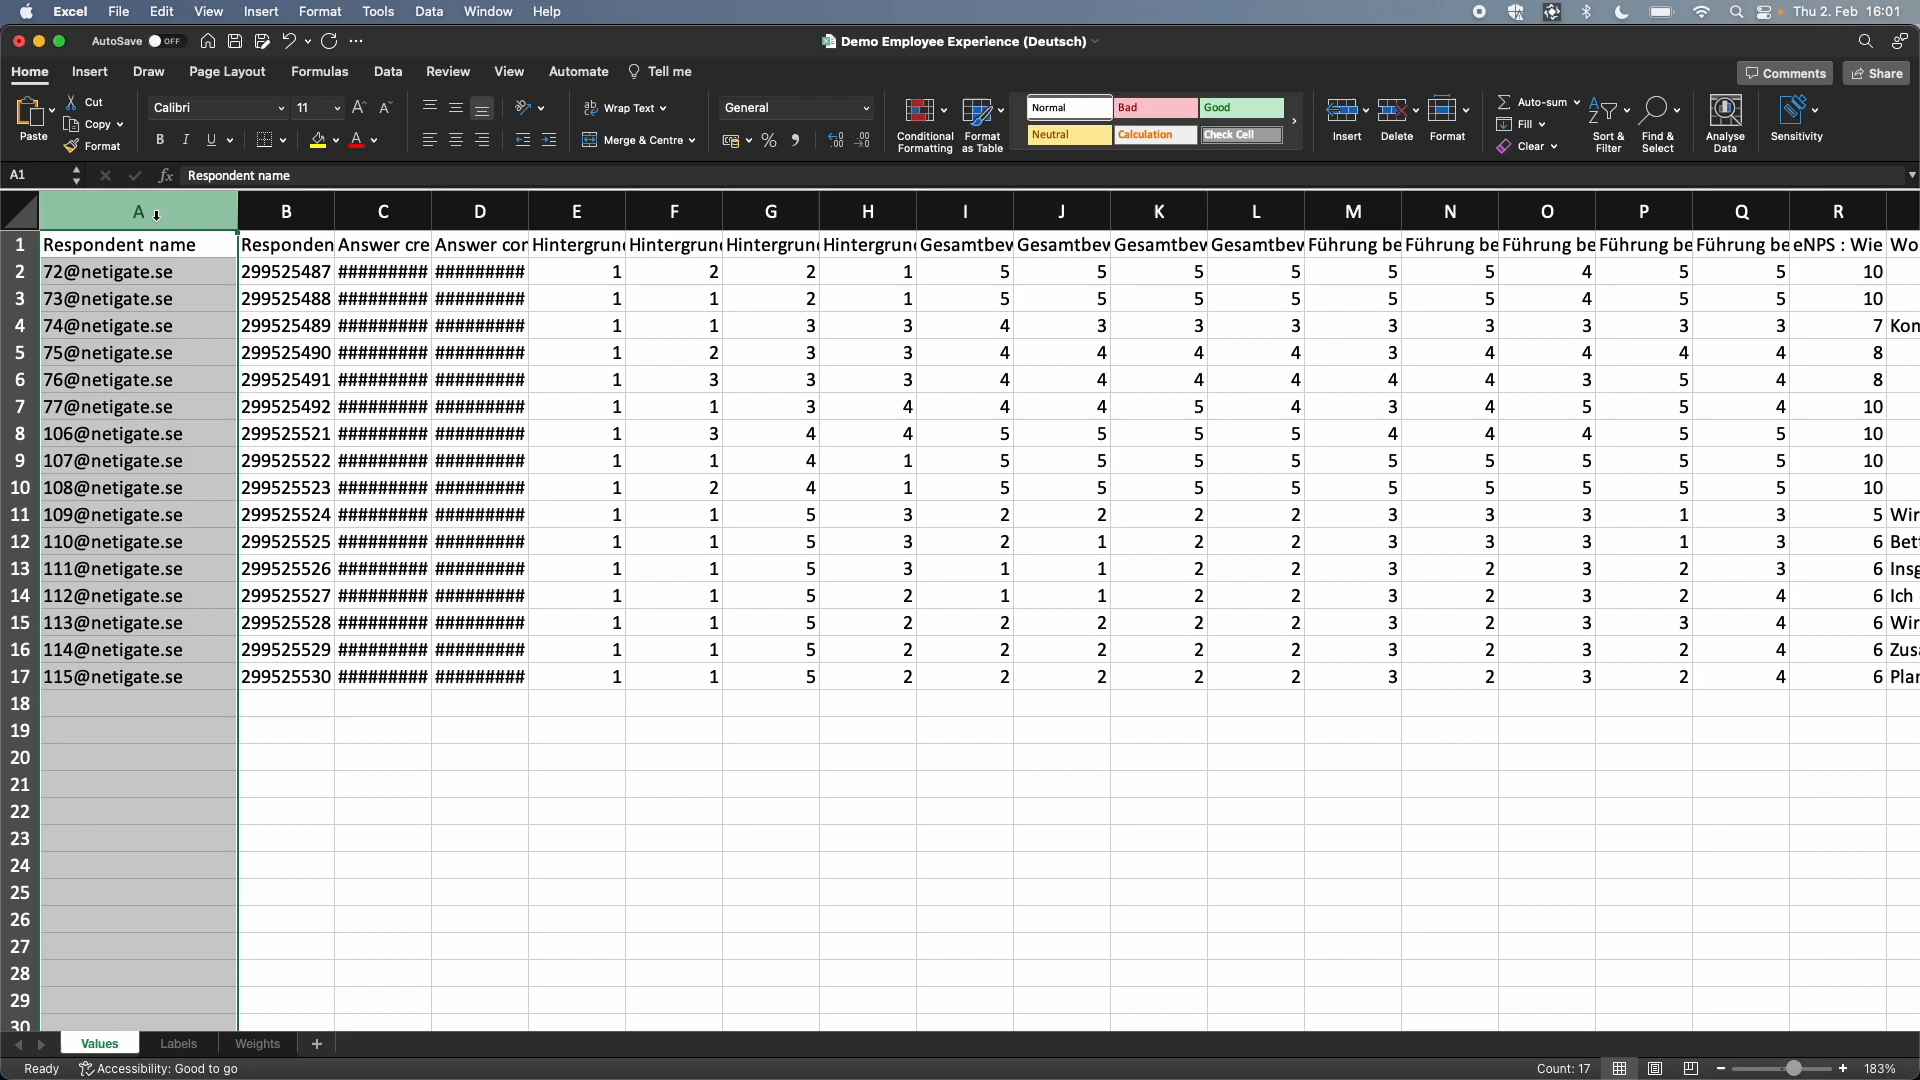 Excel File Edit View Insert Format Tools Data Window Help Thu 2. Feb 16:01
AutoSave OFF Demo Employee Experience (Deutsch)
Home Insert Draw Page Layout Formulas Data Review View Automate Tell me Comments Share
Paste Cut Copy Format
Calibri 11
B I U A
Wrap Text
Merge & Centre
General
Conditional Formatting Format as Table
Normal Bad Good
Neutral Calculation Check Cell
Insert Delete Format
Auto-sum Fill Clear
Sort & Filter Find & Select
Analyse Data Sensitivity
A1 fx Respondent name
A B C D E F G H I J K L M N O P Q R
1 Respondent name Responden Answer cre Answer cor Hintergrun Hintergrun Hintergrun Hintergrun Gesamtbev Gesamtbev Gesamtbev Gesamtbev Führung be Führung be Führung be Führung be Führung be eNPS : Wie Wo
2 72@netigate.se 299525487 ######### ######### 1 2 2 1 5 5 5 5 5 5 4 5 5 10
3 73@netigate.se 299525488 ######### ######### 1 1 2 1 5 5 5 5 5 5 4 5 5 10
4 74@netigate.se 299525489 ######### ######### 1 1 3 3 4 3 3 3 3 3 3 3 3 7 Kon
5 75@netigate.se 299525490 ######### ######### 1 2 3 3 4 4 4 4 3 4 4 4 4 8
6 76@netigate.se 299525491 ######### ######### 1 3 3 3 4 4 4 4 4 4 3 5 4 8
7 77@netigate.se 299525492 ######### ######### 1 1 3 4 4 4 5 4 3 4 5 5 4 10
8 106@netigate.se 299525521 ######### ######### 1 3 4 4 5 5 5 5 4 4 4 5 5 10
9 107@netigate.se 299525522 ######### ######### 1 1 4 1 5 5 5 5 5 5 5 5 5 10
10 108@netigate.se 299525523 ######### ######### 1 2 4 1 5 5 5 5 5 5 5 5 5 10
11 109@netigate.se 299525524 ######### ######### 1 1 5 3 2 2 2 2 3 3 3 1 3 5 Wir
12 110@netigate.se 299525525 ######### ######### 1 1 5 3 2 1 2 2 3 3 3 1 3 6 Bet
13 111@netigate.se 299525526 ######### ######### 1 1 5 3 1 1 2 2 3 2 3 2 3 6 Insg
14 112@netigate.se 299525527 ######### ######### 1 1 5 2 1 1 2 2 3 2 3 2 4 6 Ich
15 113@netigate.se 299525528 ######### ######### 1 1 5 2 2 2 2 2 3 2 3 3 4 6 Wir
16 114@netigate.se 299525529 ######### ######### 1 1 5 2 2 2 2 2 3 2 3 2 4 6 Zusa
17 115@netigate.se 299525530 ######### ######### 1 1 5 2 2 2 2 2 3 2 3 2 4 6 Plan
18
19
20
21
22
23
24
25
26
27
28
29
30
Values Labels Weights
Ready Accessibility: Good to go Count: 17 183%